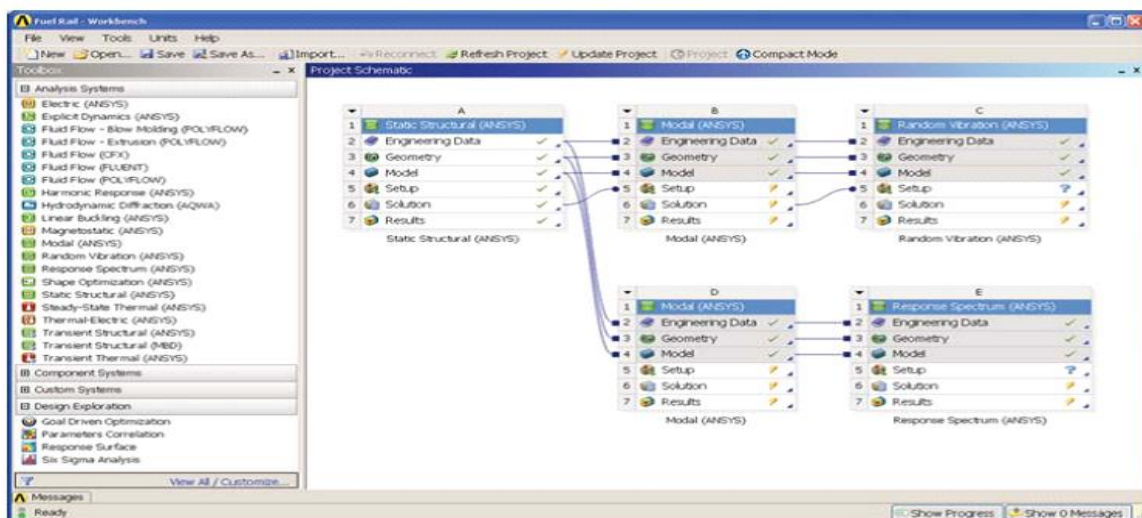 Fuel Rail - Workbench
File View Tools Units Help
New Open... Save Save As... Import... Reconnect Refresh Project Update Project Project Compact Mode
Toolbox
Analysis Systems
Electric (ANSYS)
Explicit Dynamics (ANSYS)
Fluid Flow - Blow Molding (POLYFLOW)
Fluid Flow - Extrusion (POLYFLOW)
Fluid Flow (CFX)
Fluid Flow (FLUENT)
Fluid Flow (POLYFLOW)
Harmonic Response (ANSYS)
Hydrodynamic Diffraction (AQWA)
Linear Buckling (ANSYS)
Magnetostatic (ANSYS)
Modal (ANSYS)
Random Vibration (ANSYS)
Response Spectrum (ANSYS)
Shape Optimization (ANSYS)
Static Structural (ANSYS)
Steady-State Thermal (ANSYS)
Thermal-Electric (ANSYS)
Transient Structural (ANSYS)
Transient Structural (MBD)
Transient Thermal (ANSYS)
Component Systems
Custom Systems
Design Exploration
Goal Driven Optimization
Parameters Correlation
Response Surface
Six Sigma Analysis
View All / Customize...
Project Schematic
A
1 Static Structural (ANSYS)
2 Engineering Data
3 Geometry
4 Model
5 Setup
6 Solution
7 Results
Static Structural (ANSYS)
B
1 Modal (ANSYS)
2 Engineering Data
3 Geometry
4 Model
5 Setup
6 Solution
7 Results
Modal (ANSYS)
C
1 Random Vibration (ANSYS)
2 Engineering Data
3 Geometry
4 Model
5 Setup ?
6 Solution
7 Results
Random Vibration (ANSYS)
D
1 Modal (ANSYS)
2 Engineering Data
3 Geometry
4 Model
5 Setup
6 Solution
7 Results
Modal (ANSYS)
E
1 Response Spectrum (ANSYS)
2 Engineering Data
3 Geometry
4 Model
5 Setup ?
6 Solution
7 Results
Response Spectrum (ANSYS)
Messages
Ready
Show Progress Show 0 Messages